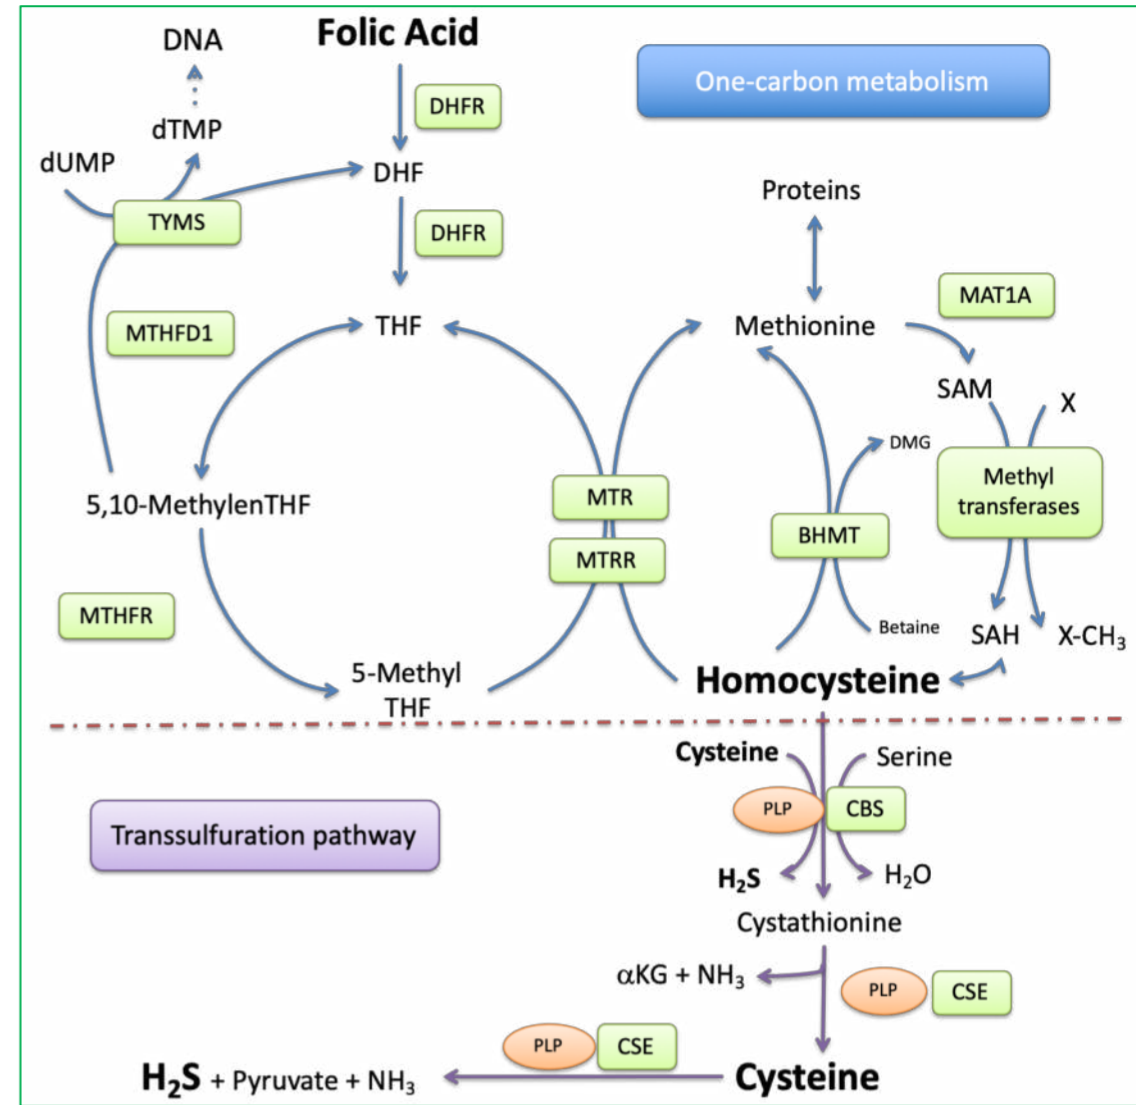 Folic Acid
DNA
One-carbon metabolism
DHFR
dTMP
dUMP
DHF
TYMS
DHFR
Proteins
MAT1A
MTHFD1
THF
Methionine
SAM
X
DMG
5,10-MethylenTHF
MTR
Methyl
transferases
BHMT
MTRR
MTHFR
Betaine
SAH
X-CH₃
5-Methyl
THF
Homocysteine
Cysteine
Serine
PLP
CBS
Transsulfuration pathway
H₂S
H₂O
Cystathionine
αKG + NH₃
PLP
CSE
PLP
CSE
H₂S + Pyruvate + NH₃
Cysteine